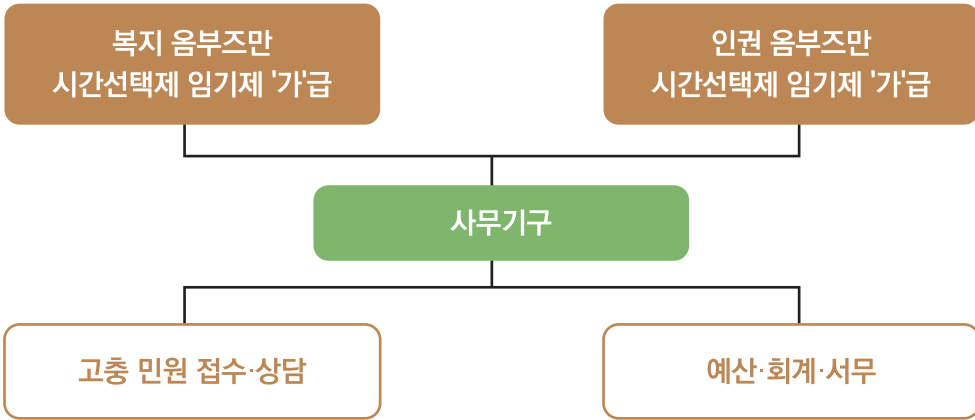 복지 옴부즈만
시간선택제 임기제 '가'급
인권 옴부즈만
시간선택제 임기제 '가'급
사무기구
고충 민원 접수·상담
예산·회계·서무